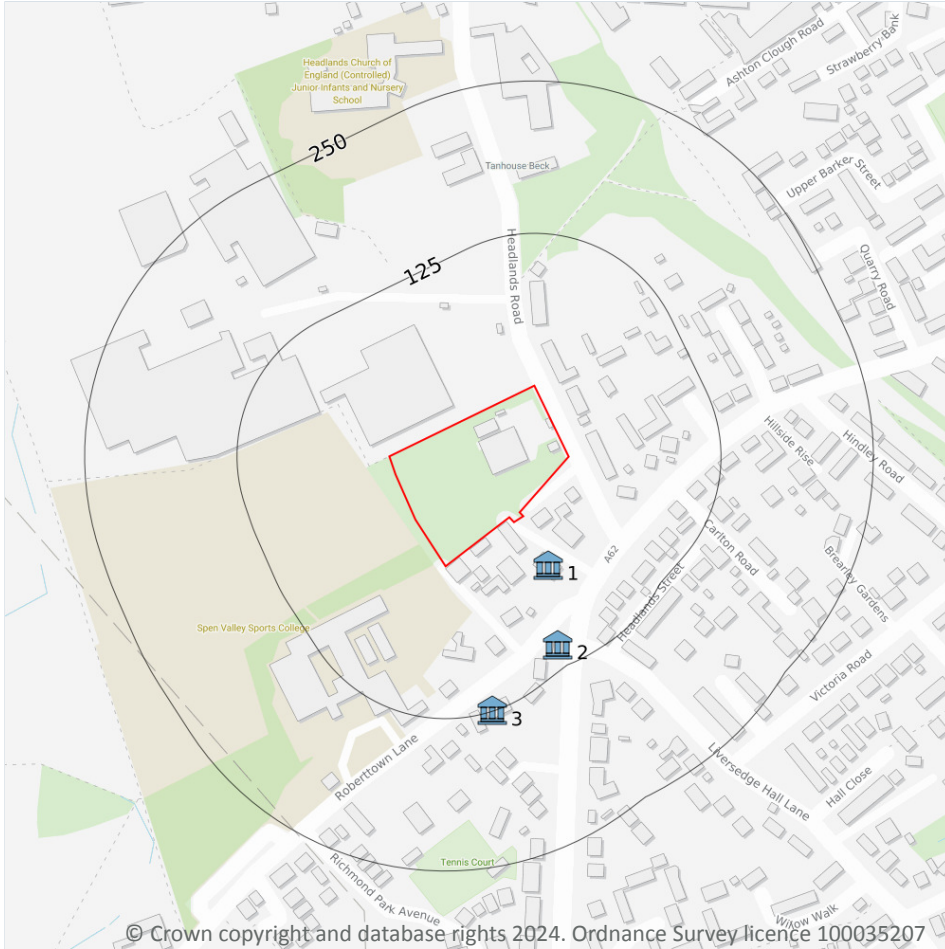 Ashton Clough Road
Strawberry Bank
Headlands Church of
England (Controlled)
Junior Infants and Nursery
School
250
Tanhouse Beck
Upper Barker Street
Headlands Road
125
Quarry Road
Hillside Rise
Hindley Road
Carlton Road
A62
Brearley Gardens
1
Headlands Street
Spen Valley Sports College
2
Victoria Road
3
Roberttown Lane
Liversedge Hall Lane
Hall Close
Tennis Court
Richmond Park Avenue
Willow Walk
© Crown copyright and database rights 2024. Ordnance Survey licence 100035207